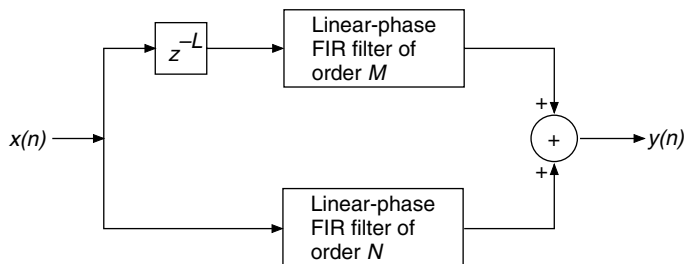 Linear-phase
FIR filter of
order M
z^{-L}
+
x(n)
+
y(n)
+
Linear-phase
FIR filter of
order N